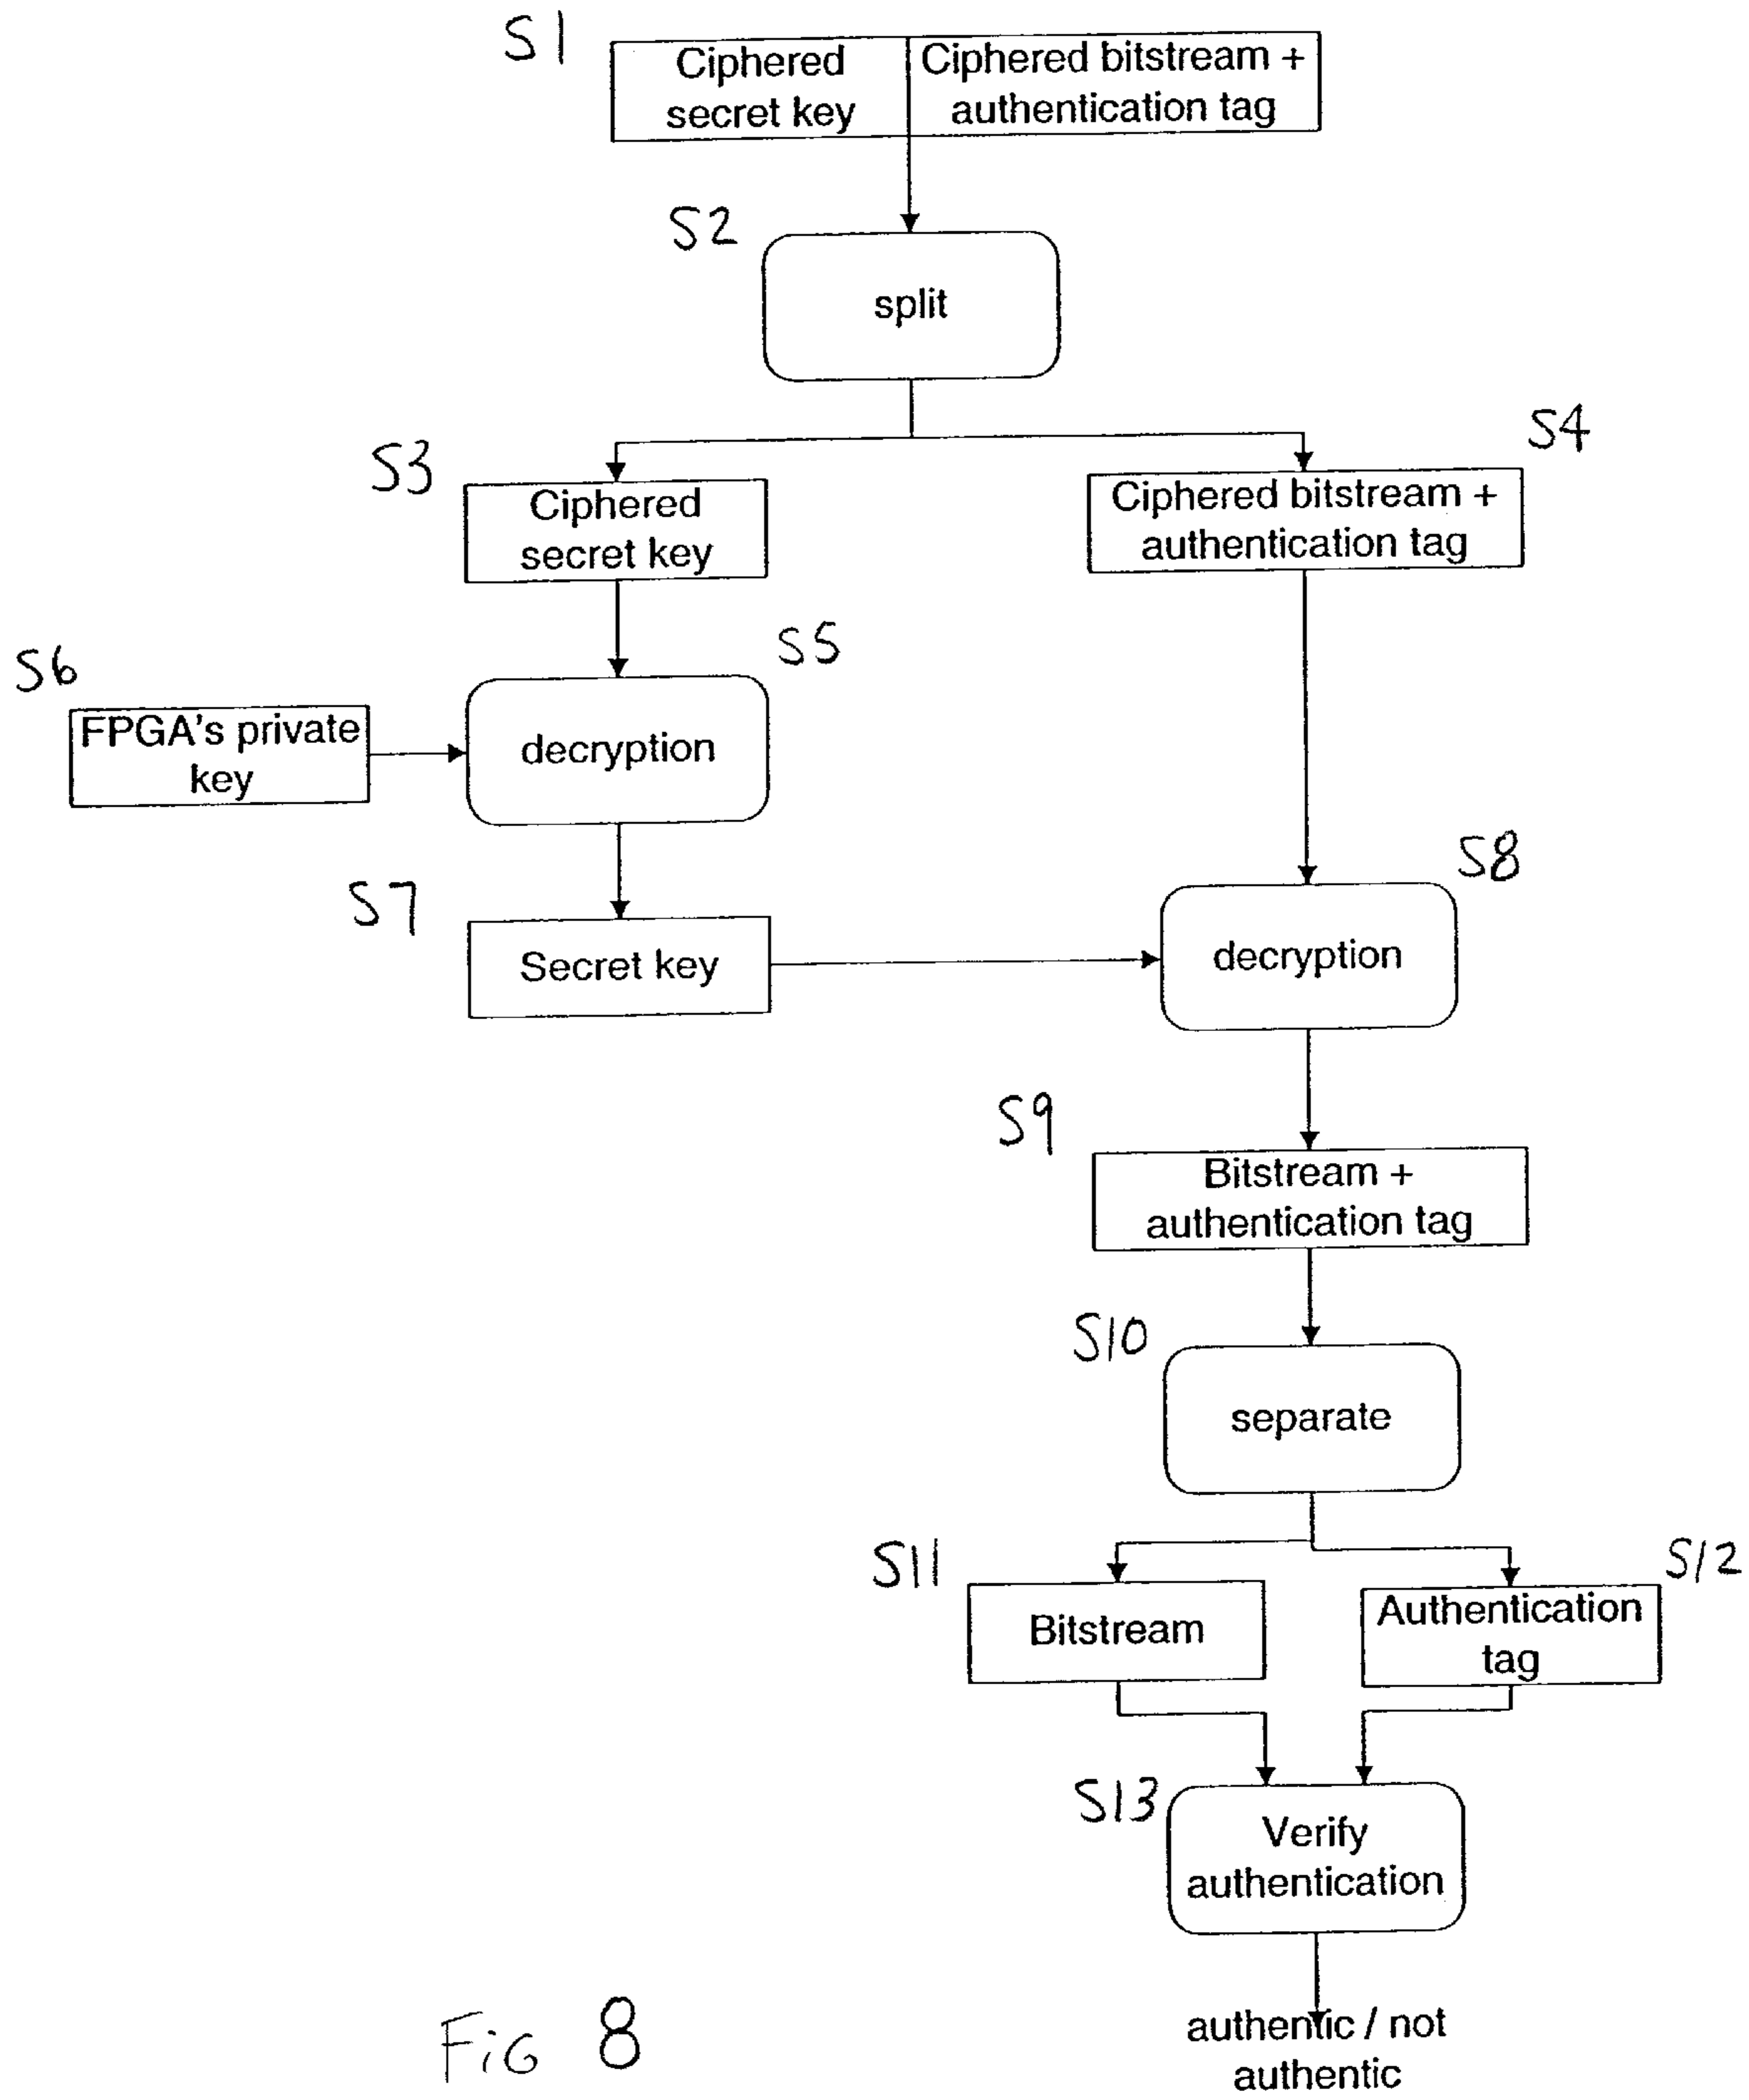 S1
Ciphered
secret key
Ciphered bitstream +
authentication tag
S2
split
S3
Ciphered
secret key
S4
Ciphered bitstream +
authentication tag
S5
S6
FPGA's private
key
decryption
S7
Secret key
S8
decryption
S9
Bitstream +
authentication tag
S10
separate
S11
Bitstream
S12
Authentication
tag
S13
Verify
authentication
authentic / not
authentic
FiG 8